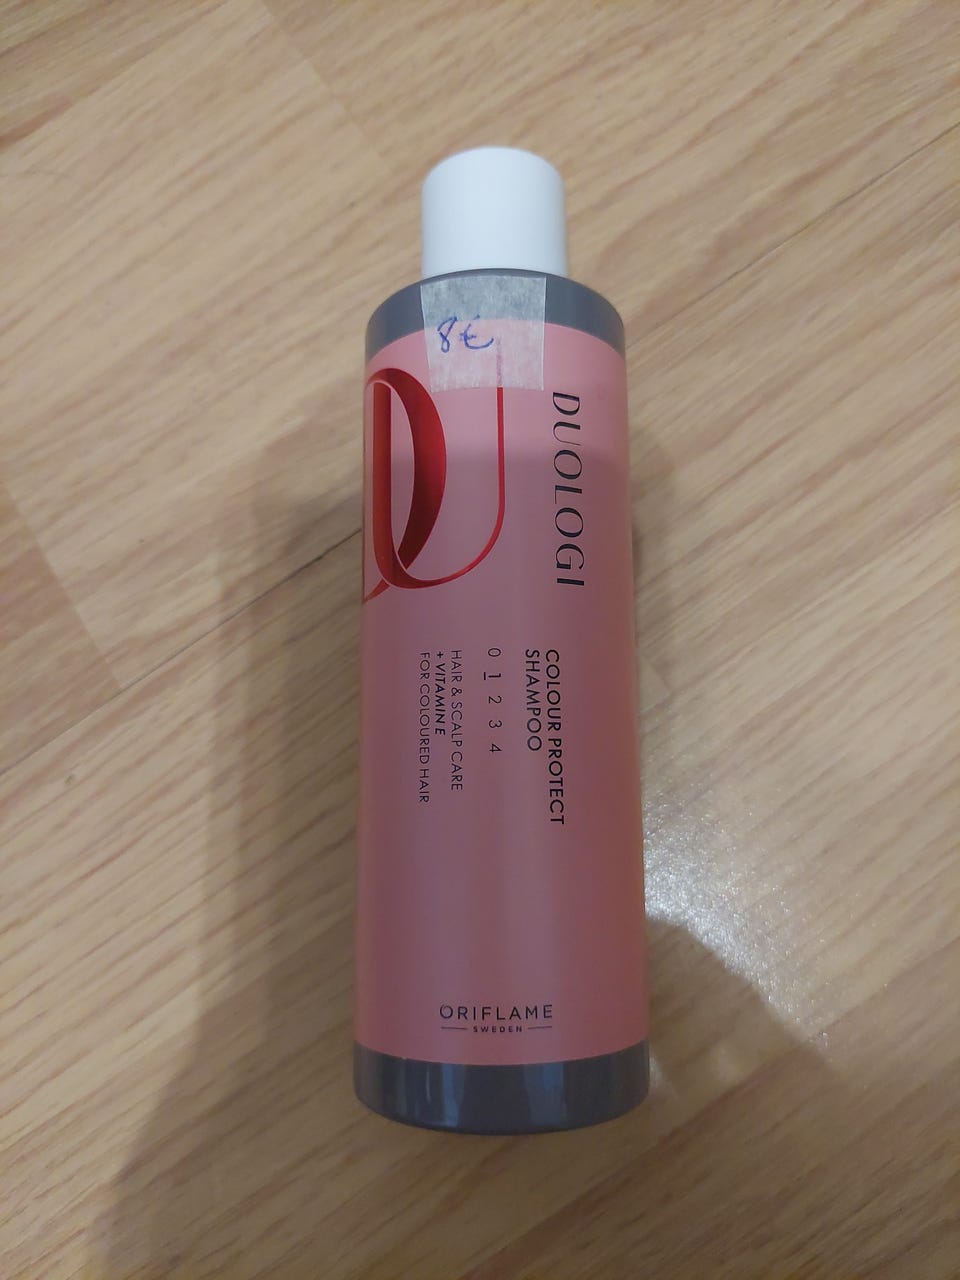 8€
DUOLOGI
COLOUR PROTECT
SHAMPOO
0 1 2 3 4
HAIR & SCALP CARE
+ VITAMIN E
FOR COLOURED HAIR
ORIFLAME
SWEDEN